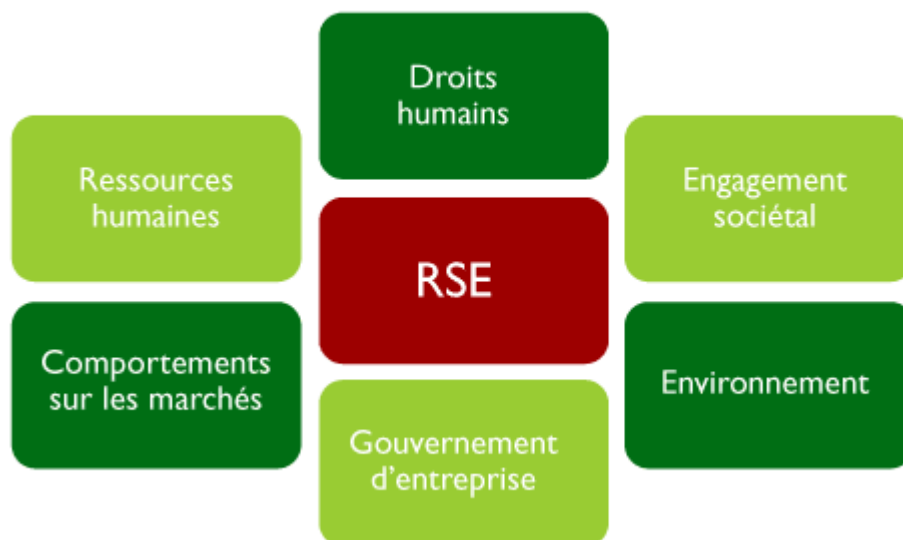 Droits
humains
Ressources
humaines
Engagement
sociétal
RSE
Comportements
sur les marchés
Environnement
Gouvernement
d’entreprise